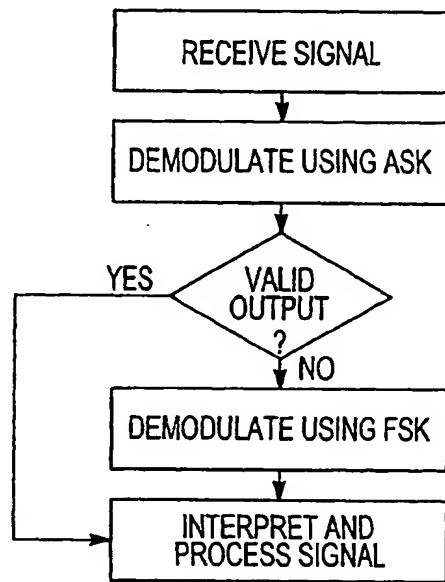 RECEIVE SIGNAL
DEMODULATE USING ASK
YES
VALID
OUTPUT
?
NO
DEMODULATE USING FSK
INTERPRET AND
PROCESS SIGNAL